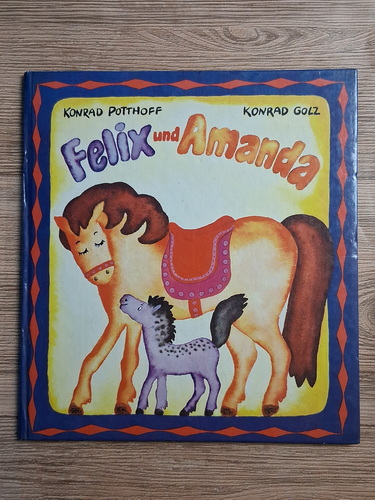 KONRAD POTTHOFF KONRAD GOLZ
Felix und Amanda